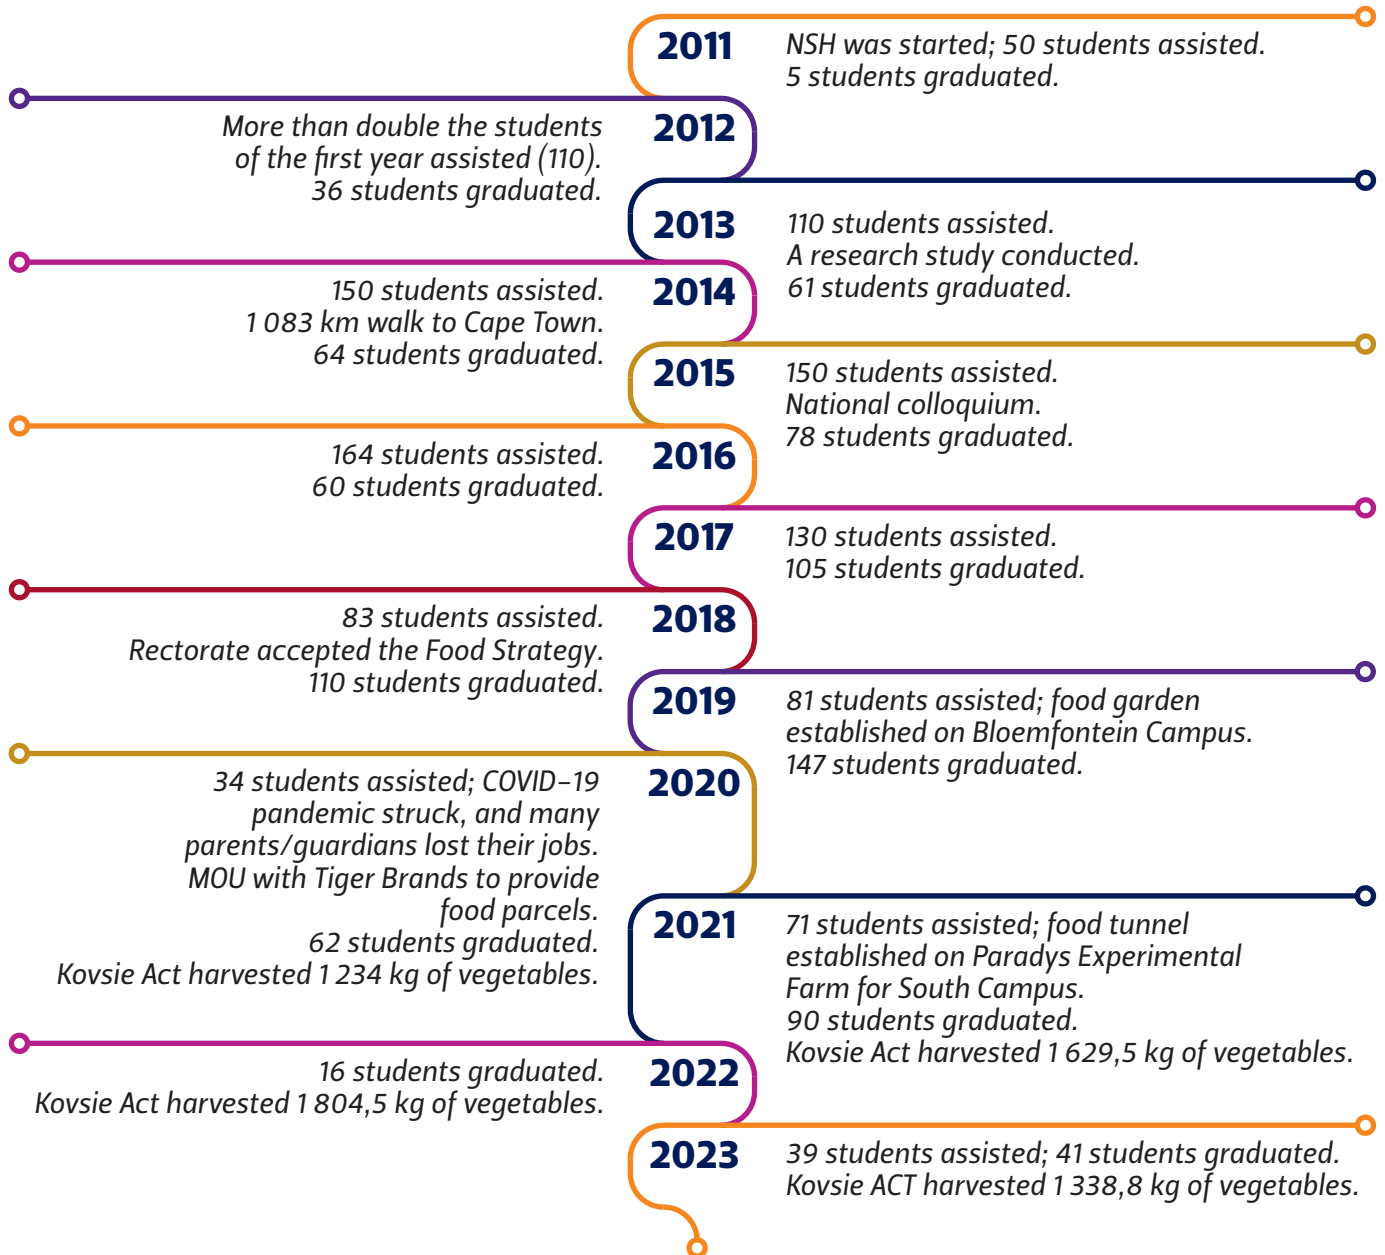 2011
NSH was started; 50 students assisted.
5 students graduated.
2012
More than double the students
of the first year assisted (110).
36 students graduated.
2013
110 students assisted.
A research study conducted.
61 students graduated.
2014
150 students assisted.
1 083 km walk to Cape Town.
64 students graduated.
2015
150 students assisted.
National colloquium.
78 students graduated.
2016
164 students assisted.
60 students graduated.
2017
130 students assisted.
105 students graduated.
2018
83 students assisted.
Rectorate accepted the Food Strategy.
110 students graduated.
2019
81 students assisted; food garden
established on Bloemfontein Campus.
147 students graduated.
2020
34 students assisted; COVID–19
pandemic struck, and many
parents/guardians lost their jobs.
MOU with Tiger Brands to provide
food parcels.
62 students graduated.
Kovsie Act harvested 1 234 kg of vegetables.
2021
71 students assisted; food tunnel
established on Paradys Experimental
Farm for South Campus.
90 students graduated.
Kovsie Act harvested 1 629,5 kg of vegetables.
2022
16 students graduated.
Kovsie Act harvested 1 804,5 kg of vegetables.
2023
39 students assisted; 41 students graduated.
Kovsie ACT harvested 1 338,8 kg of vegetables.